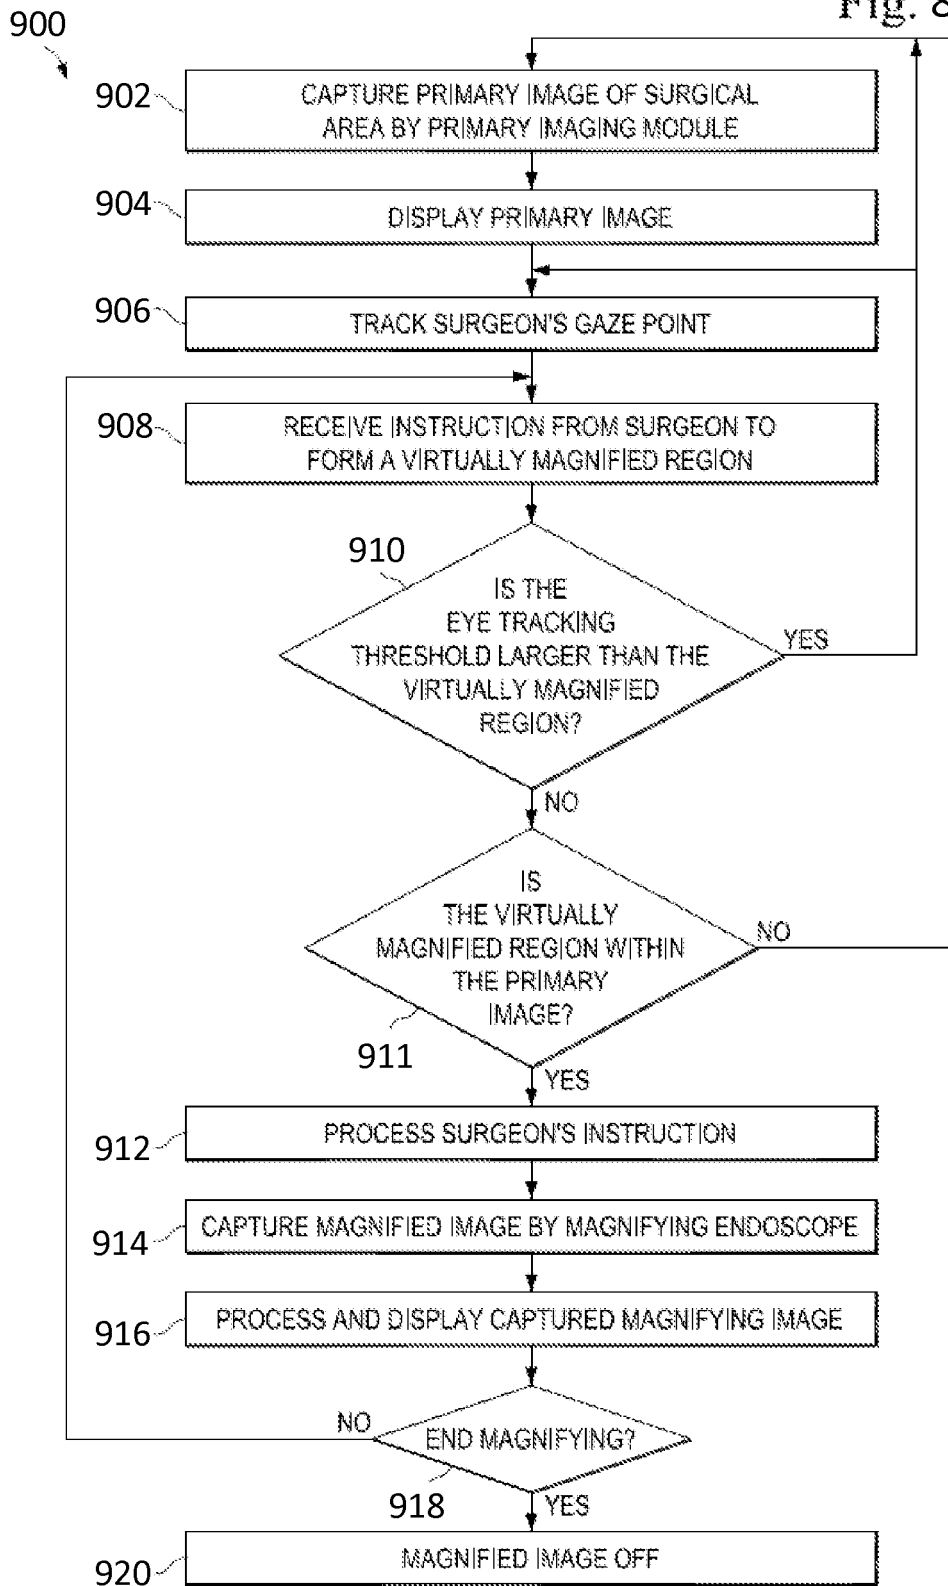 Fig. 8
900
902
CAPTURE PRIMARY IMAGE OF SURGICAL
AREA BY PRIMARY IMAGING MODULE
904
DISPLAY PRIMARY IMAGE
906
TRACK SURGEON'S GAZE POINT
908
RECEIVE INSTRUCTION FROM SURGEON TO
FORM A VIRTUALLY MAGNIFIED REGION
910
IS THE
EYE TRACKING
THRESHOLD LARGER THAN THE
VIRTUALLY MAGNIFIED
REGION?
YES
NO
IS
THE VIRTUALLY
MAGNIFIED REGION WITHIN
THE PRIMARY
IMAGE?
NO
911
YES
912
PROCESS SURGEON'S INSTRUCTION
914
CAPTURE MAGNIFIED IMAGE BY MAGNIFYING ENDOSCOPE
916
PROCESS AND DISPLAY CAPTURED MAGNIFYING IMAGE
NO
END MAGNIFYING?
918
YES
920
MAGNIFIED IMAGE OFF